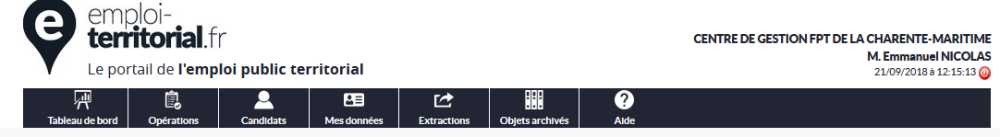 emploi-
territorial.fr
Le portail de l'emploi public territorial
CENTRE DE GESTION FPT DE LA CHARENTE-MARITIME
M. Emmanuel NICOLAS
21/09/2018 à 12:15:13
Tableau de bord
Opérations
Candidats
Mes données
Extractions
Objets archivés
Aide